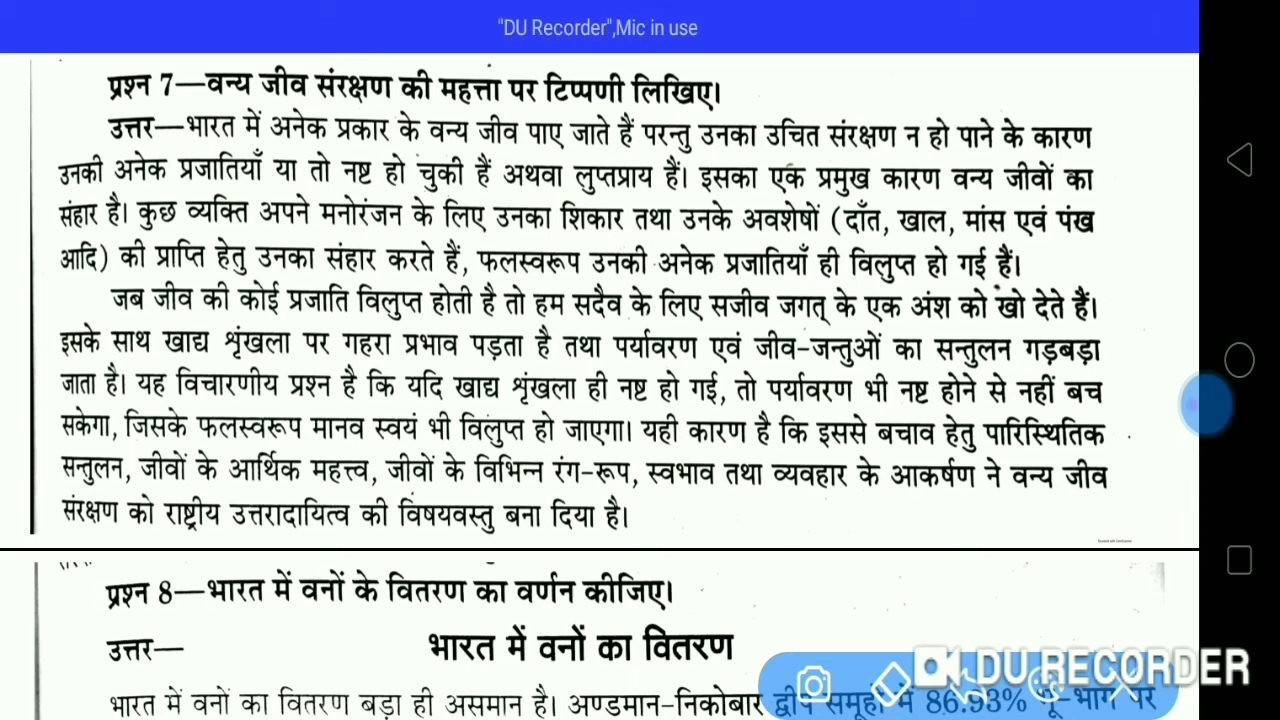 "DU Recorder",Mic in use
प्रश्न 7—वन्य जीव संरक्षण की महत्ता पर टिप्पणी लिखिए।
उत्तर—भारत में अनेक प्रकार के वन्य जीव पाए जाते हैं परन्तु उनका उचित संरक्षण न हो पाने के कारण
उनकी अनेक प्रजातियाँ या तो नष्ट हो चुकी हैं अथवा लुप्तप्राय हैं। इसका एक प्रमुख कारण वन्य जीवों का
संहार है। कुछ व्यक्ति अपने मनोरंजन के लिए उनका शिकार तथा उनके अवशेषों (दाँत, खाल, मांस एवं पंख
आदि) की प्राप्ति हेतु उनका संहार करते हैं, फलस्वरूप उनकी अनेक प्रजातियाँ ही विलुप्त हो गई हैं।
जब जीव की कोई प्रजाति विलुप्त होती है तो हम सदैव के लिए सजीव जगत् के एक अंश को खो देते हैं।
इसके साथ खाद्य शृंखला पर गहरा प्रभाव पड़ता है तथा पर्यावरण एवं जीव-जन्तुओं का सन्तुलन गड़बड़ा
जाता है। यह विचारणीय प्रश्न है कि यदि खाद्य शृंखला ही नष्ट हो गई, तो पर्यावरण भी नष्ट होने से नहीं बच
सकेगा, जिसके फलस्वरूप मानव स्वयं भी विलुप्त हो जाएगा। यही कारण है कि इससे बचाव हेतु पारिस्थितिक
सन्तुलन, जीवों के आर्थिक महत्त्व, जीवों के विभिन्न रंग-रूप, स्वभाव तथा व्यवहार के आकर्षण ने वन्य जीव
संरक्षण को राष्ट्रीय उत्तरादायित्व की विषयवस्तु बना दिया है।
प्रश्न 8—भारत में वनों के वितरण का वर्णन कीजिए।
उत्तर— भारत में वनों का वितरण
DU RECORDER
भारत में वनों का वितरण बड़ा ही असमान है। अण्डमान-निकोबार द्वीप समूहों में 86.93% भू-भाग पर